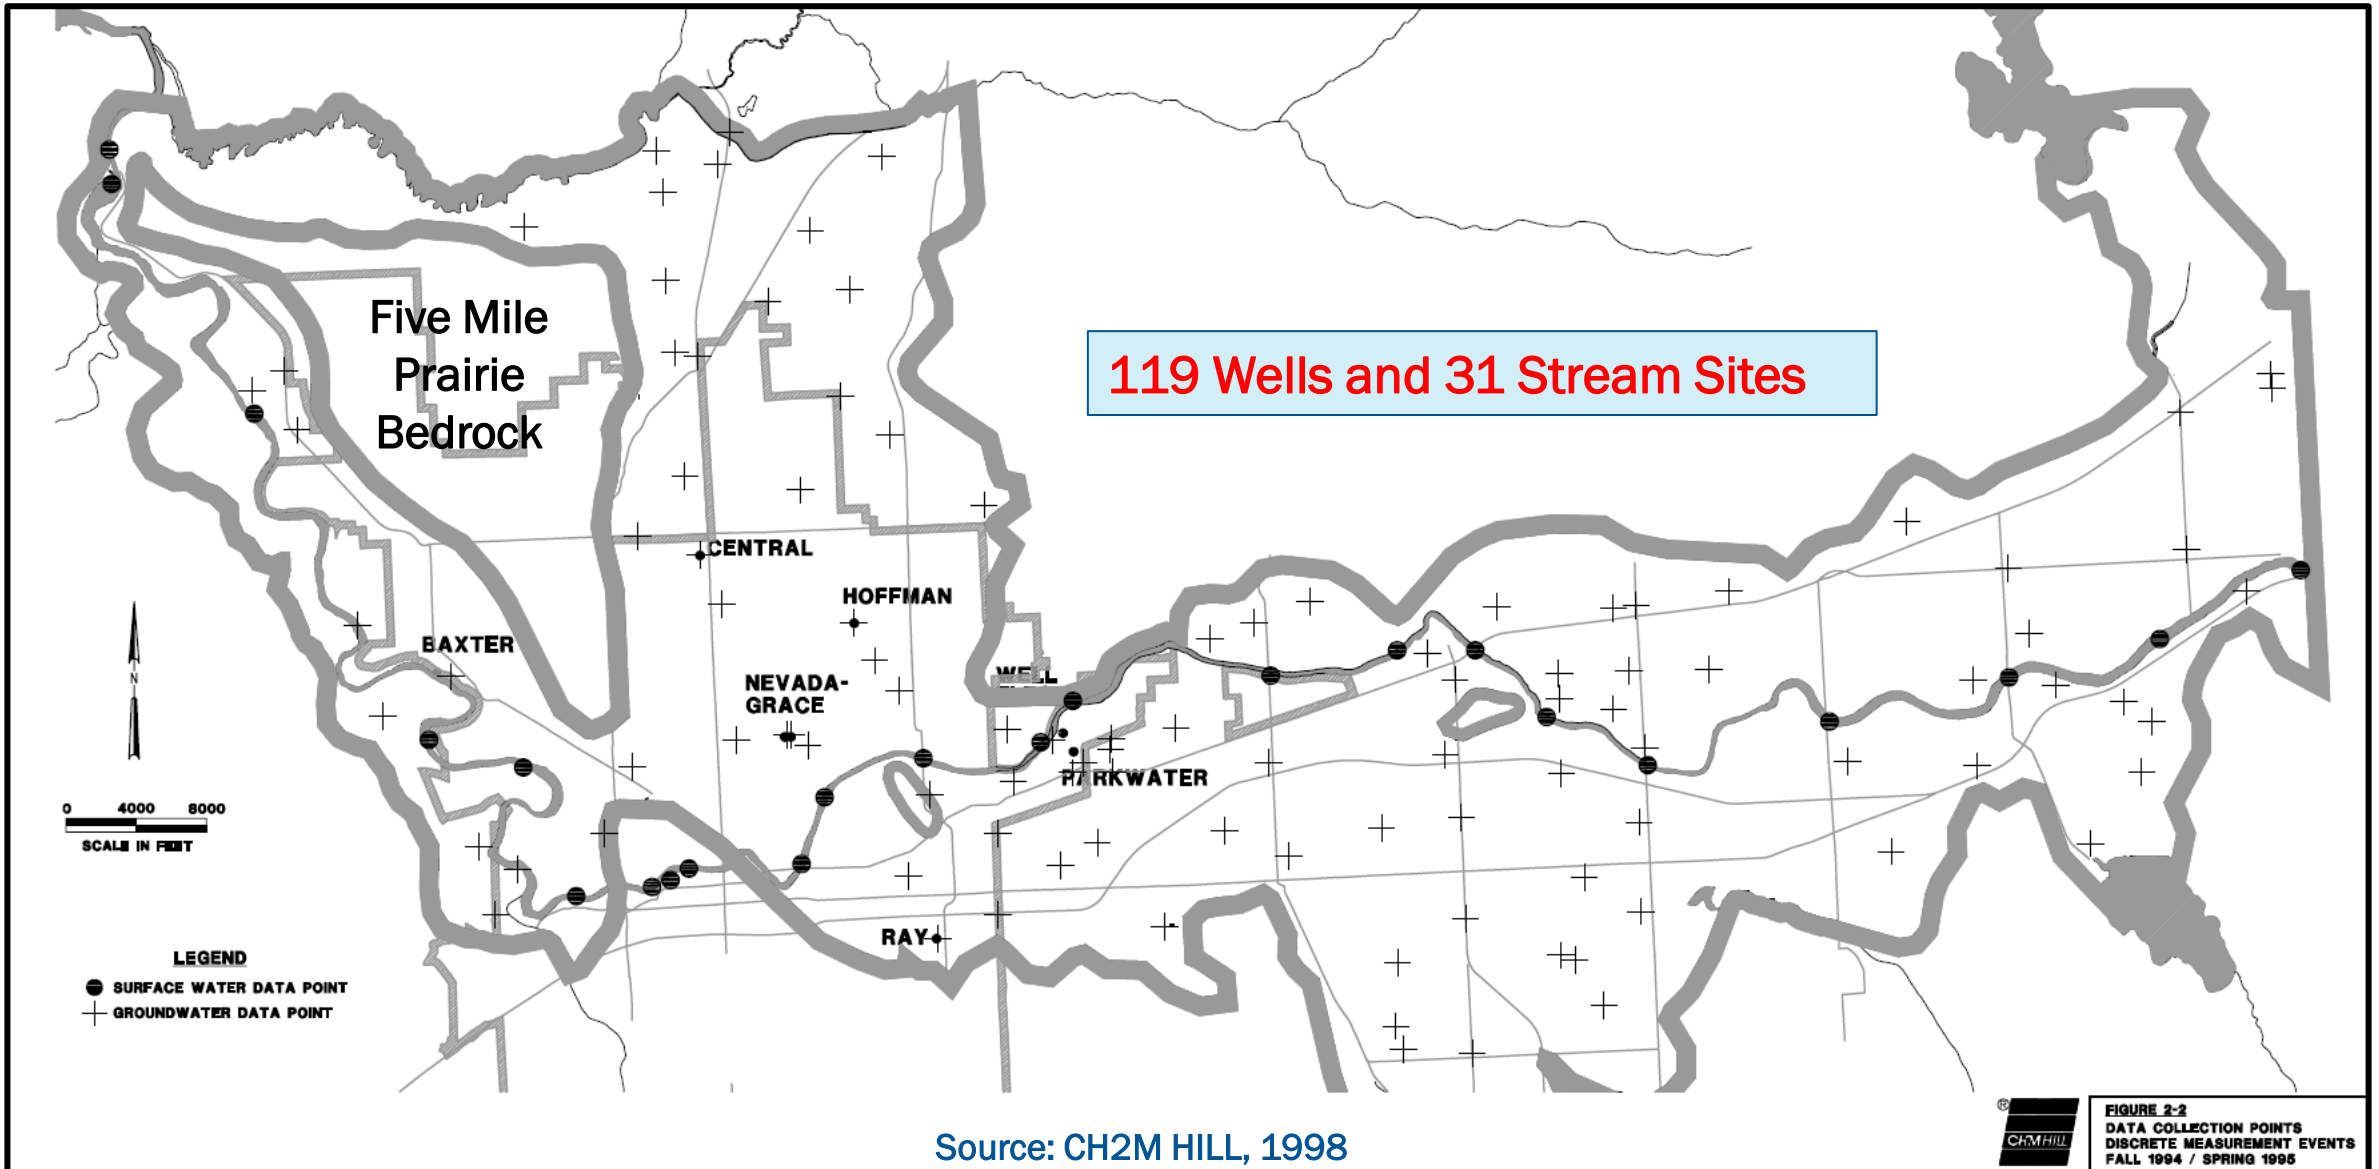 Five Mile
Prairie
Bedrock
119 Wells and 31 Stream Sites
CENTRAL
HOFFMAN
BAXTER
WELL
NEVADA-
GRACE
PARKWATER
RAY
N
0 4000 8000
SCALE IN FEET
LEGEND
SURFACE WATER DATA POINT
GROUNDWATER DATA POINT
Source: CH2M HILL, 1998
®
CH2M HILL
FIGURE 2-2
DATA COLLECTION POINTS
DISCRETE MEASUREMENT EVENTS
FALL 1994 / SPRING 1995